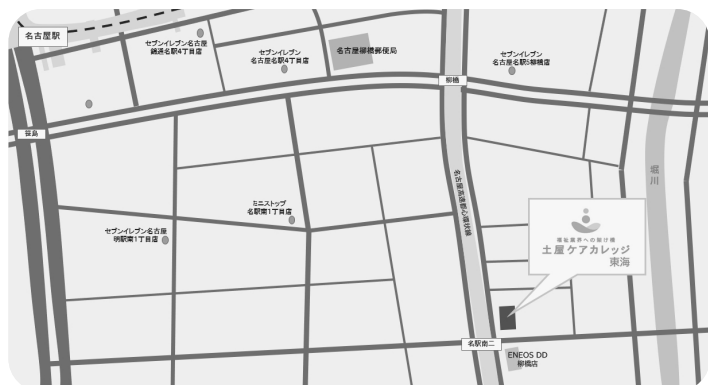 名古屋駅
セブンイレブン名古屋
錦通名駅4丁目店
セブンイレブン
名古屋名駅4丁目店
名古屋柳橋郵便局
セブンイレブン
名古屋名駅5柳橋店
柳橋
笹島
名古屋高速都心環状線
堀川
ミニストップ
名駅南1丁目店
セブンイレブン名古屋
明駅南1丁目店
福祉業界への架け橋
土屋ケアカレッジ
東海
名駅南二
ENEOS DD
柳橋店